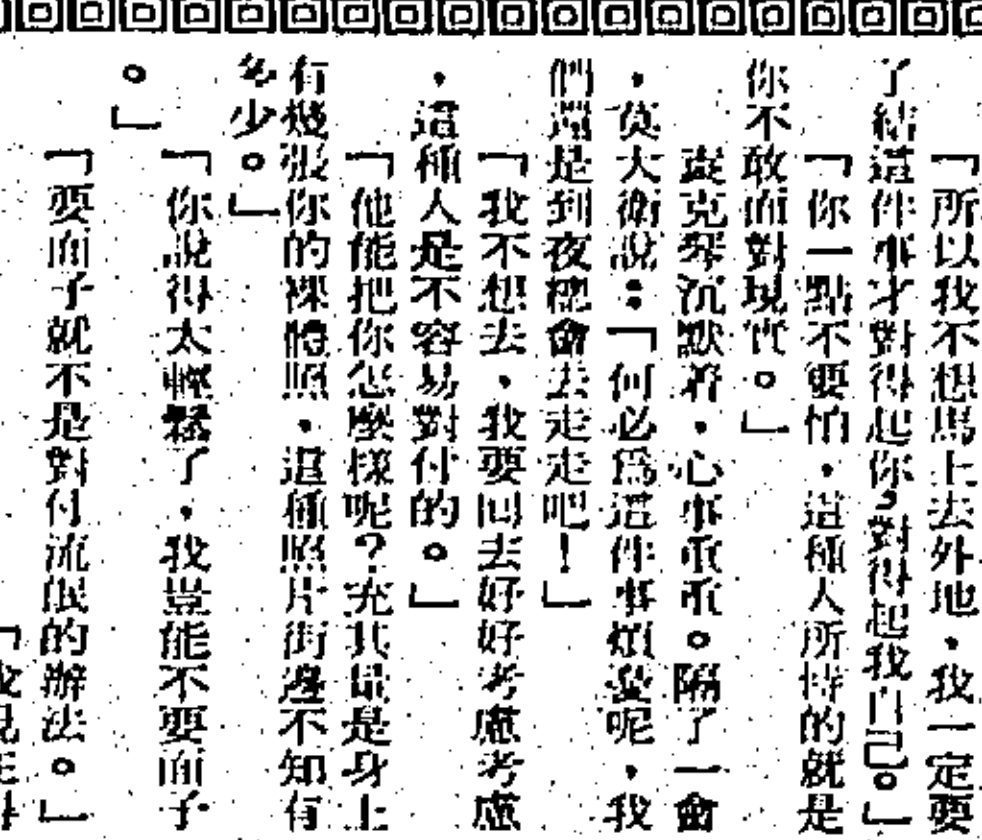 「所以我不想馬上去外地，我一定要
了結這件事才對得起你，對得起我自己。」
「你一點不要怕，這種人所恃的就是
你不敢面對現實。」
克琴沉默着，心事重重。隔了一會
，莫大衛說：「何必爲這件事煩憂呢，我
們還是到夜總會去走走吧！」
「我不想去，我要回去好好考慮考慮
，這種人是不容易對付的。」
「他能把你怎麼樣呢？充其量是身上
有幾張你的裸體照，這種照片街邊不知有
多少。」
「你說得太輕鬆了，我豈能不要面子
。」
「要面子就不是對付流氓的辦法。」